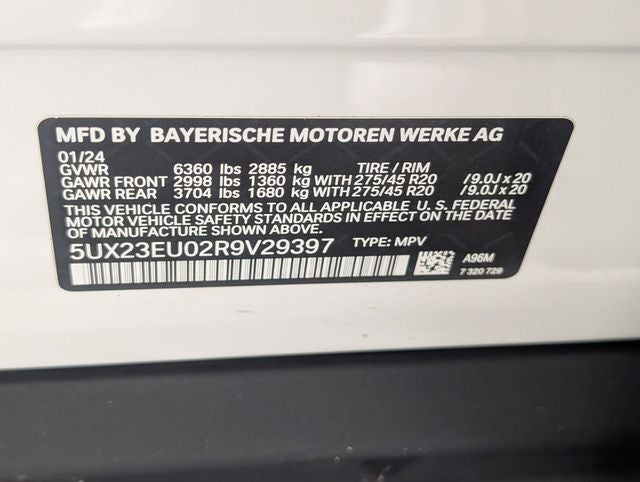 MFD BY BAYERISCHE MOTOREN WERKE AG
01/24
GVWR 6360 lbs 2885 kg TIRE / RIM
GAWR FRONT 2998 lbs 1360 kg WITH 275/45 R20 /9.0J x 20
GAWR REAR 3704 lbs 1680 kg WITH 275/45 R20 /9.0J x 20
THIS VEHICLE CONFORMS TO ALL APPLICABLE U. S. FEDERAL
MOTOR VEHICLE SAFETY STANDARDS IN EFFECT ON THE DATE
OF MANUFACTURE SHOWN ABOVE.
5UX23EU02R9V29397 TYPE: MPV
A96M
7 320 729